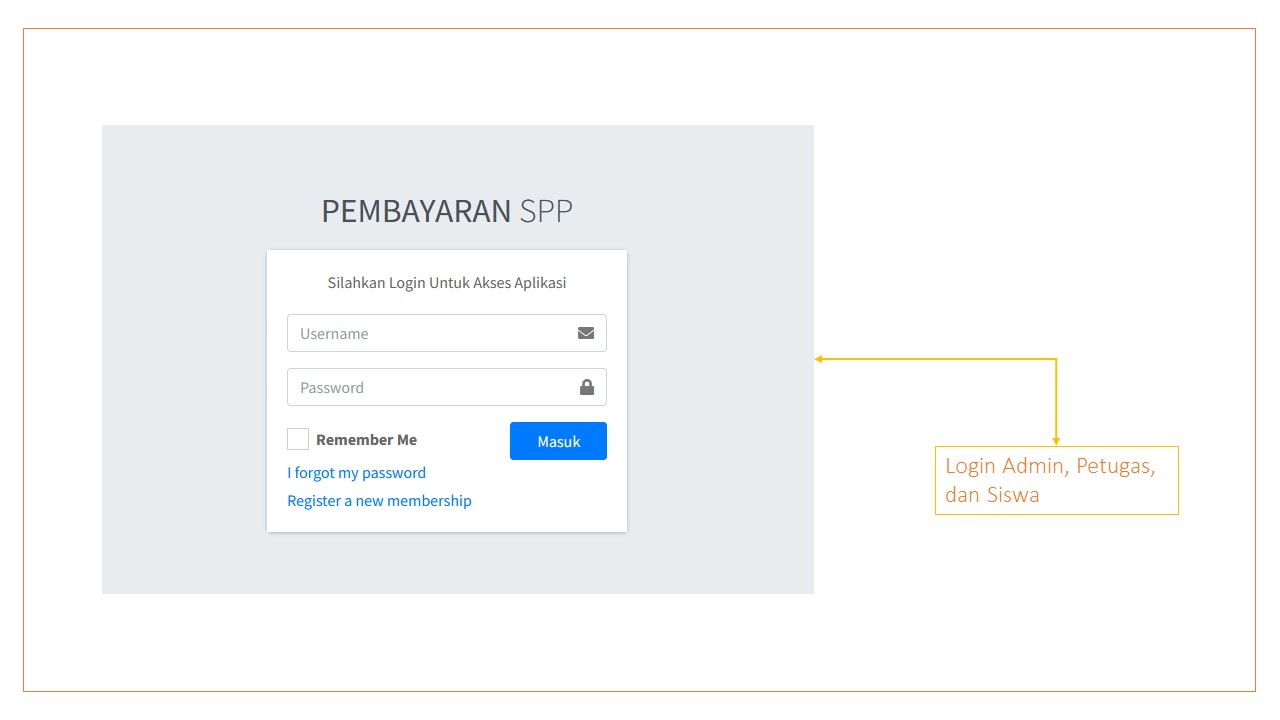 PEMBAYARAN SPP
Silahkan Login Untuk Akses Aplikasi
Username
Password
Remember Me
Masuk
I forgot my password
Register a new membership
Login Admin, Petugas,
dan Siswa